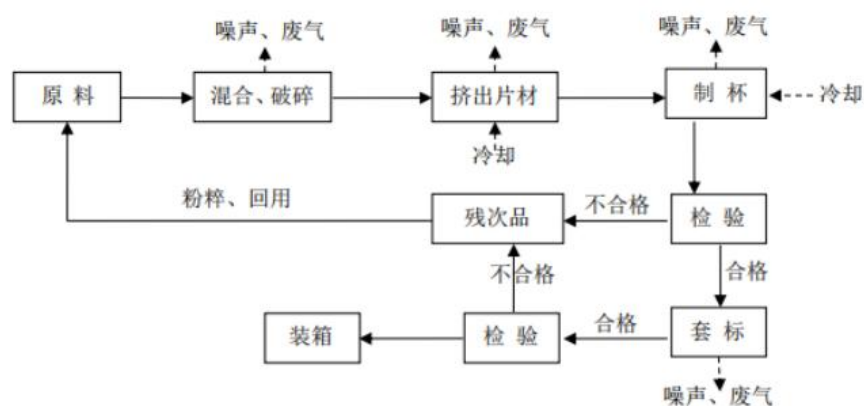 噪声、废气
噪声、废气
噪声、废气
原 料
混合、破碎
挤出片材
制 杯
冷却
冷却
粉粹、回用
残次品
不合格
检 验
不合格
合格
装箱
检 验
合格
套标
噪声、废气